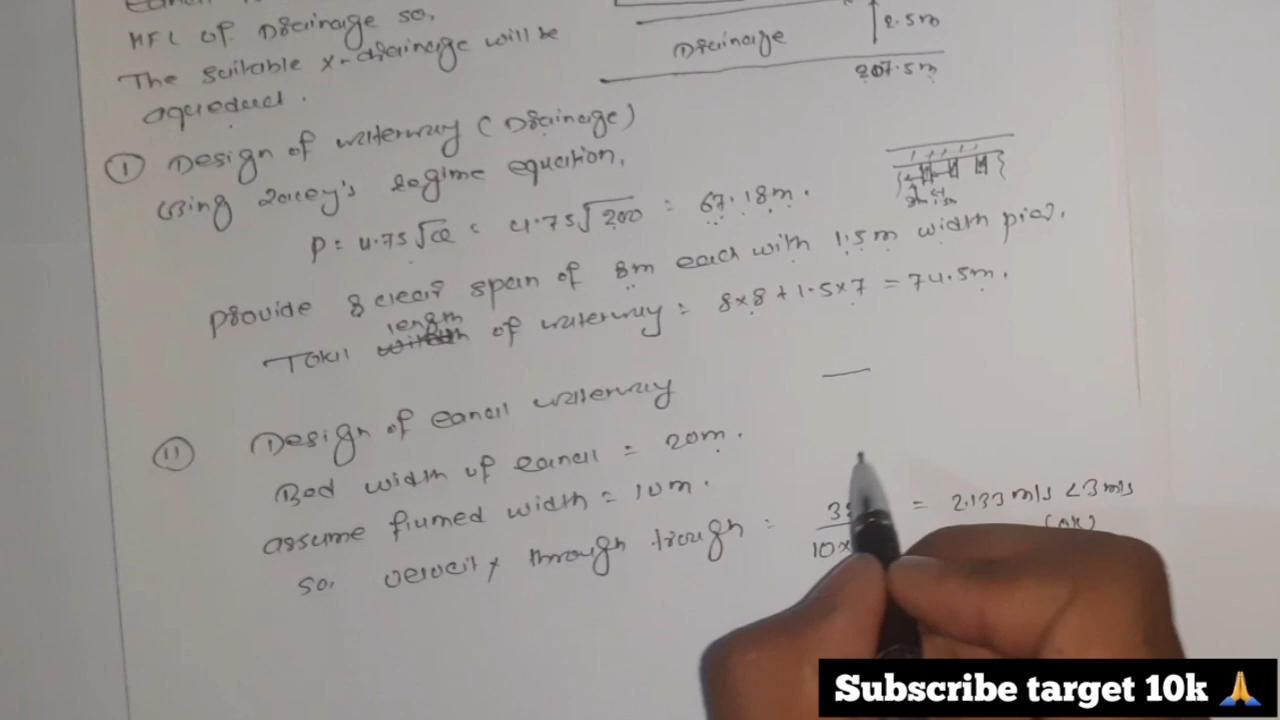 HFL of Drainage so,
2.5m
The suitable x-drainage will be
Drainage
207.5m
aqueduct.
① Design of waterway (Drainage)
using Lacey's Regime equation,
P = 4.75√Q = 4.75√200 = 67.18m.
Provide 8 clear span of 8m each with 1.5m width pier.
length
Total of waterway = 8×8 + 1.5×7 = 74.5m.
⑪ Design of canal waterway
Bed width of canal = 20m.
assume flumed width = 10m.
so, velocity through trough = 10× = 2.133 m/s < 3 m/s
(OK)
Subscribe target 10k 🙏